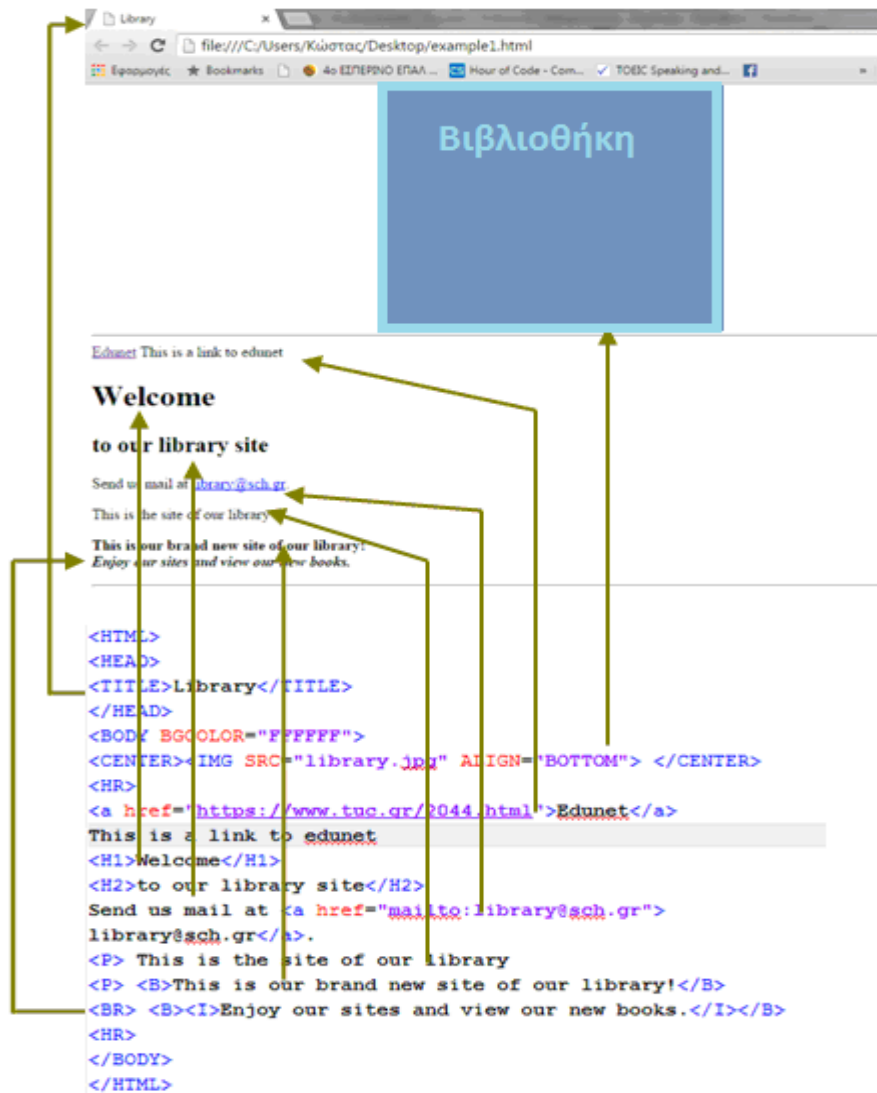 Library ×
file:///C:/Users/Κώστας/Desktop/example1.html
Εφαρμογές Bookmarks 4ο ΕΣΠΕΡΙΝΟ ΕΠΑΛ ... Hour of Code - Com... TOEIC Speaking and... »
Βιβλιοθήκη
Edunet This is a link to edunet
Welcome
to our library site
Send us mail at library@sch.gr.
This is the site of our library
This is our brand new site of our library!
Enjoy our sites and view our new books.
<HTML>
<HEAD>
<TITLE>Library</TITLE>
</HEAD>
<BODY BGCOLOR="FFFFFF">
<CENTER><IMG SRC="library.jpg" ALIGN="BOTTOM"> </CENTER>
<HR>
<a href="https://www.tuc.gr/2044.html">Edunet</a>
This is a link to edunet
<H1>Welcome</H1>
<H2>to our library site</H2>
Send us mail at <a href="mailto:library@sch.gr">
library@sch.gr</a>.
<P> This is the site of our library
<P> <B>This is our brand new site of our library!</B>
<BR> <B><I>Enjoy our sites and view our new books.</I></B>
<HR>
</BODY>
</HTML>